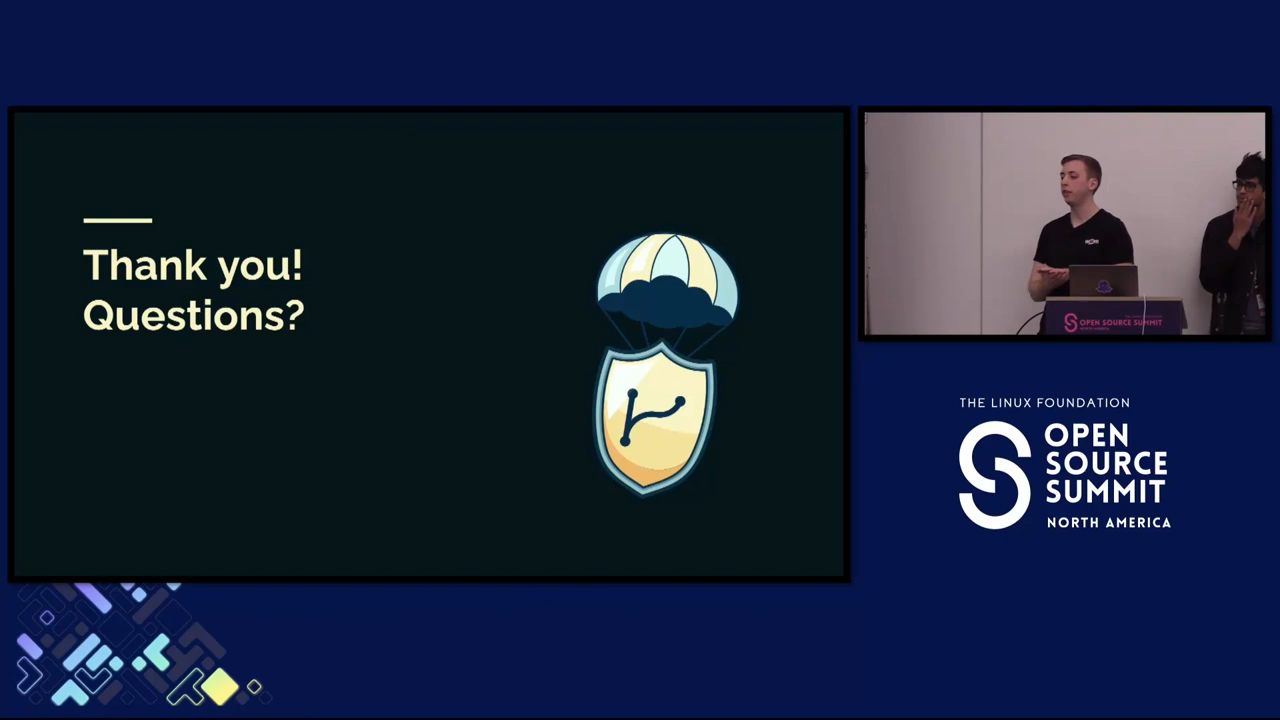 Thank you!
Questions?
OPEN SOURCE SUMMIT
THE LINUX FOUNDATION
OPEN
SOURCE
SUMMIT
NORTH AMERICA